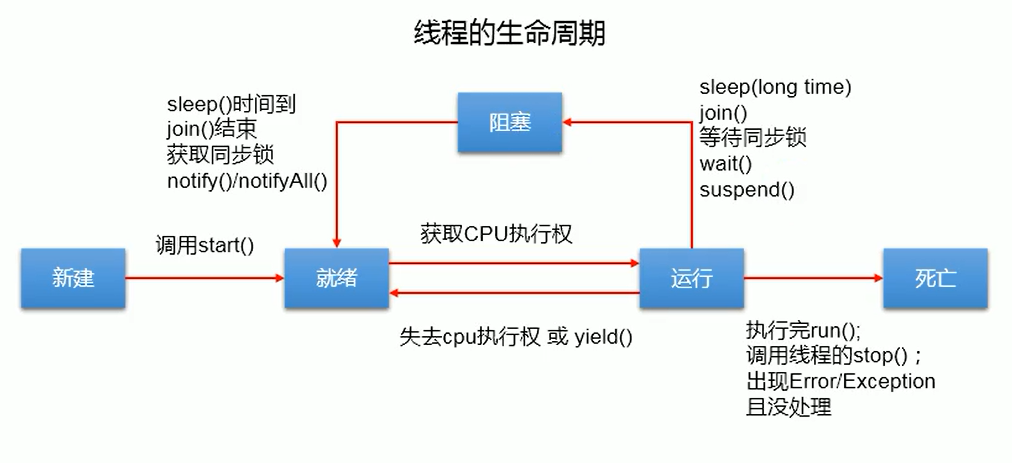 线程的生命周期
sleep()时间到
join()结束
获取同步锁
notify()/notifyAll()
阻塞
sleep(long time)
join()
等待同步锁
wait()
suspend()
调用start()
获取CPU执行权
新建
就绪
运行
死亡
失去cpu执行权 或 yield()
执行完run();
调用线程的stop()；
出现Error/Exception
且没处理